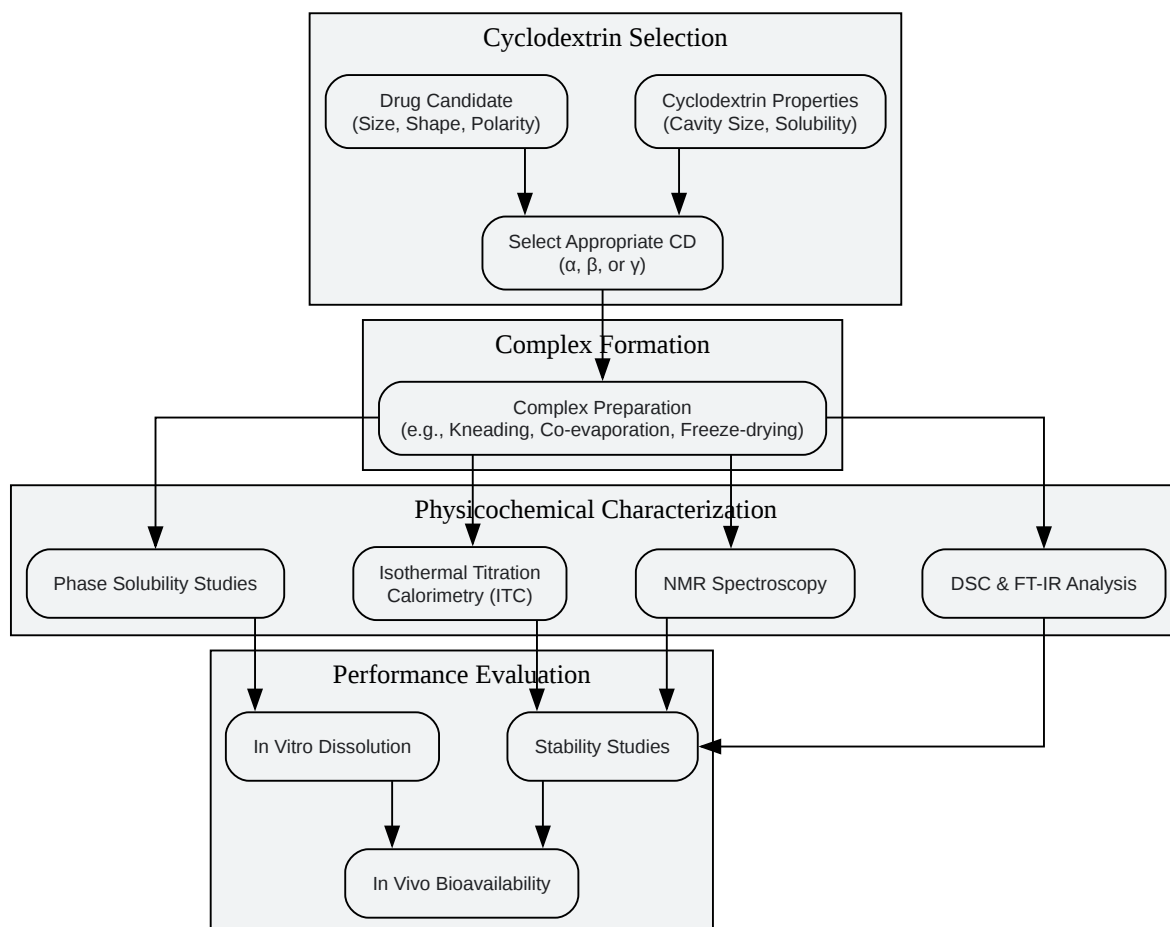 Cyclodextrin Selection
Drug Candidate
(Size, Shape, Polarity)
Cyclodextrin Properties
(Cavity Size, Solubility)
Select Appropriate CD
(α, β, or γ)
Complex Formation
Complex Preparation
(e.g., Kneading, Co-evaporation, Freeze-drying)
Physicochemical Characterization
Phase Solubility Studies
Isothermal Titration
Calorimetry (ITC)
NMR Spectroscopy
DSC & FT-IR Analysis
Performance Evaluation
In Vitro Dissolution
Stability Studies
In Vivo Bioavailability